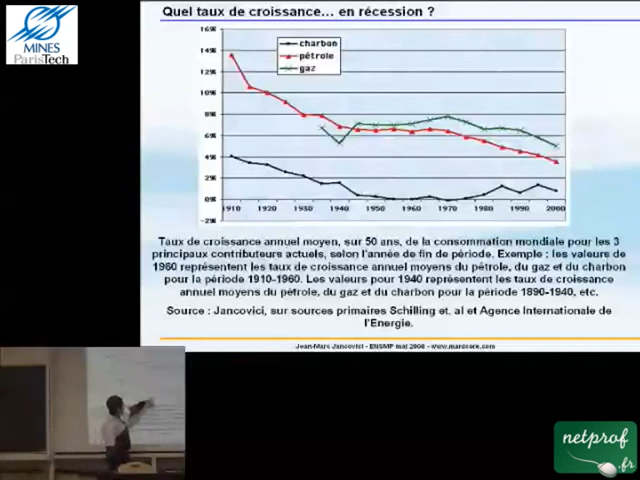 MINES
ParisTech
Quel taux de croissance... en récession ?
16%
14%
12%
10%
8%
6%
4%
2%
0%
-2%
charbon
pétrole
gaz
1910 1920 1930 1940 1950 1960 1970 1980 1990 2000
Taux de croissance annuel moyen, sur 50 ans, de la consommation mondiale pour les 3
principaux contributeurs actuels, selon l'année de fin de période. Exemple : les valeurs de
1960 représentent les taux de croissance annuel moyens du pétrole, du gaz et du charbon
pour la période 1910-1960. Les valeurs pour 1940 représentent les taux de croissance
annuel moyens du pétrole, du gaz et du charbon pour la période 1890-1940, etc.
Source : Jancovici, sur sources primaires Schilling et. al et Agence Internationale de
l'Energie.
Jean-Marc Jancovici - ENSMP mai 2008 - www.manicore.com
netprof
.fr